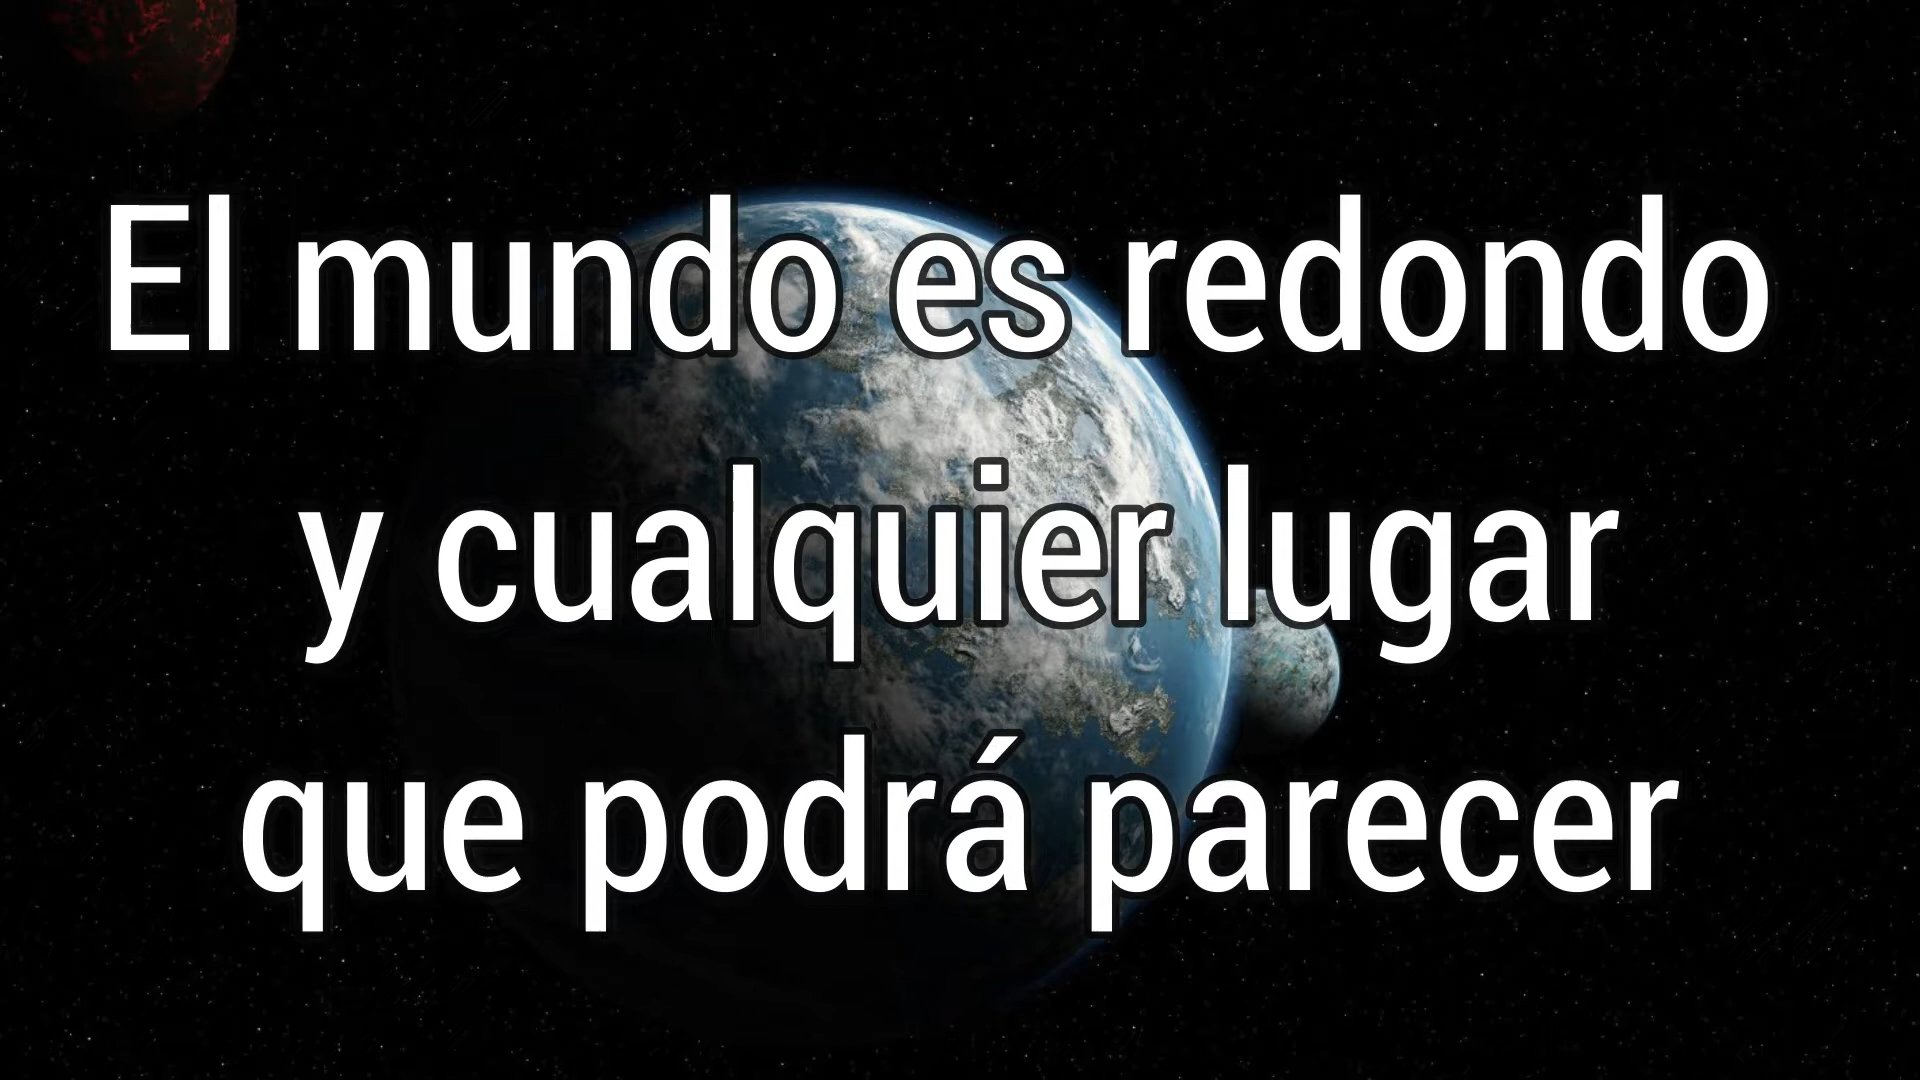 El mundo es redondo
y cualquier lugar
que podrá parecer